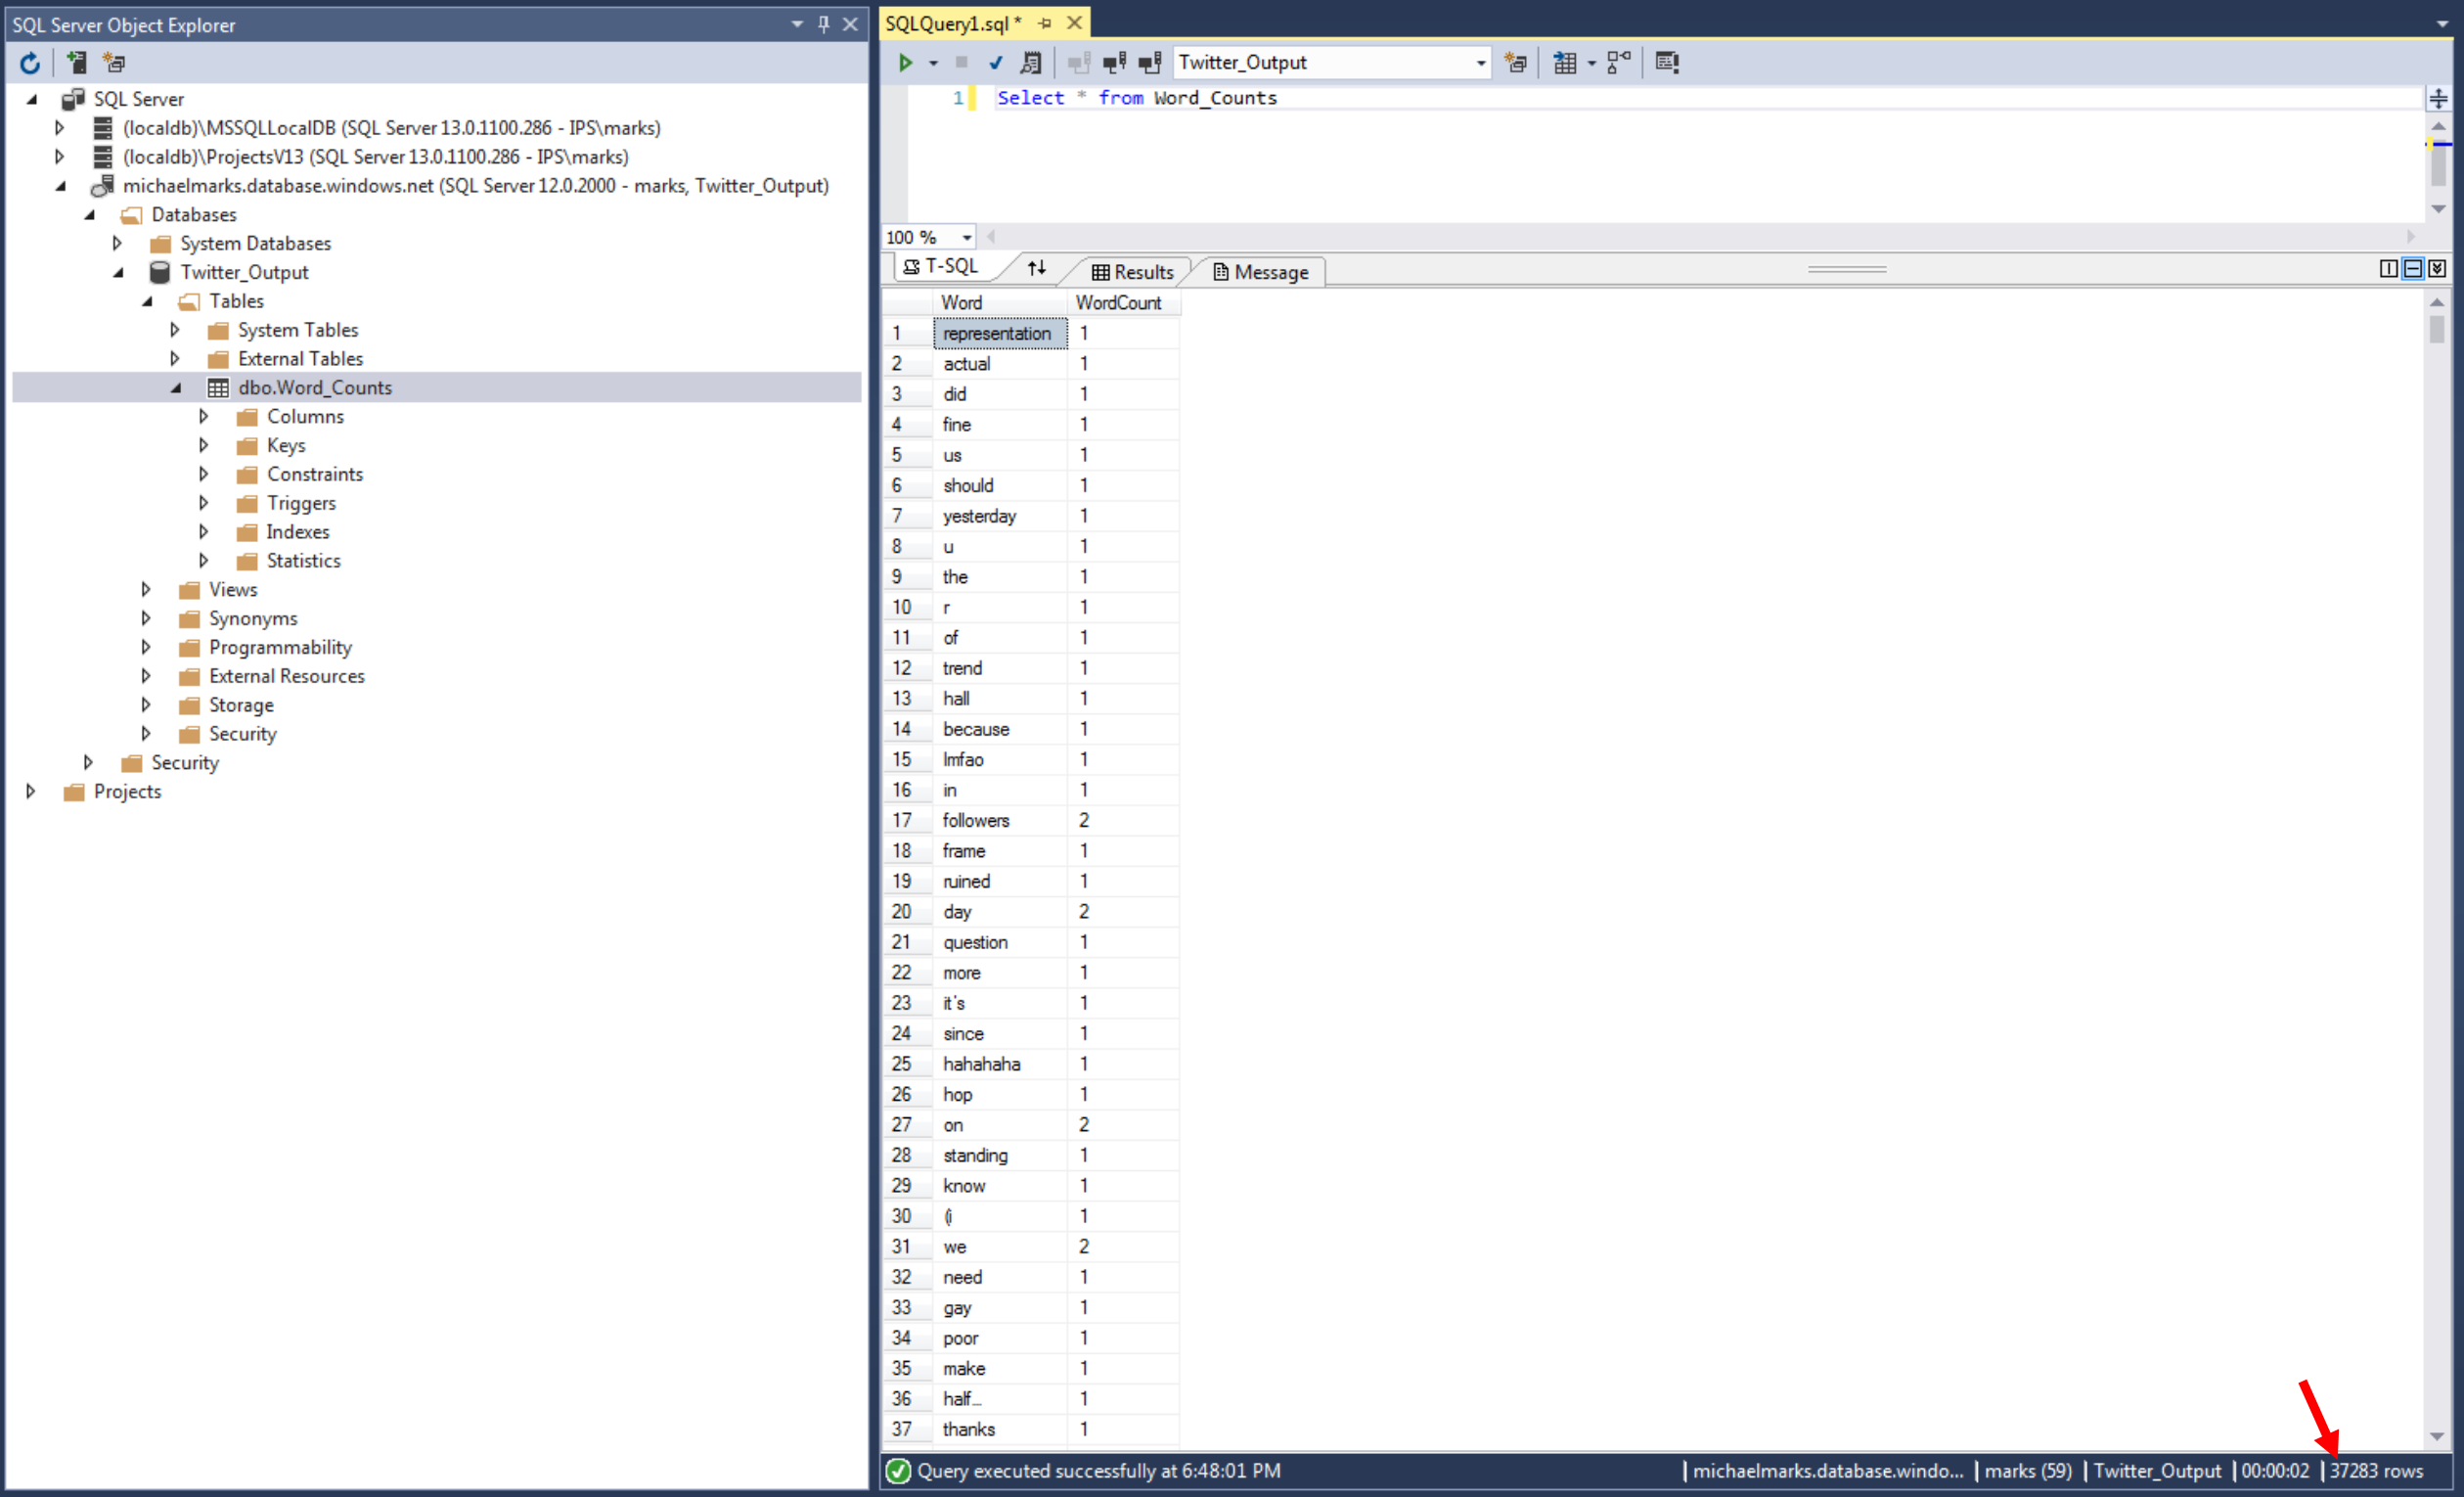 SQL Server Object Explorer
SQL Server
(localdb)\MSSQLLocalDB (SQL Server 13.0.1100.286 - IPS\marks)
(localdb)\ProjectsV13 (SQL Server 13.0.1100.286 - IPS\marks)
michaelmarks.database.windows.net (SQL Server 12.0.2000 - marks, Twitter_Output)
Databases
System Databases
Twitter_Output
Tables
System Tables
External Tables
dbo.Word_Counts
Columns
Keys
Constraints
Triggers
Indexes
Statistics
Views
Synonyms
Programmability
External Resources
Storage
Security
Security
Projects
SQLQuery1.sql *
Twitter_Output
1 Select * from Word_Counts
100 %
T-SQL Results Message
Word WordCount
1 representation 1
2 actual 1
3 did 1
4 fine 1
5 us 1
6 should 1
7 yesterday 1
8 u 1
9 the 1
10 r 1
11 of 1
12 trend 1
13 hall 1
14 because 1
15 lmfao 1
16 in 1
17 followers 2
18 frame 1
19 ruined 1
20 day 2
21 question 1
22 more 1
23 it's 1
24 since 1
25 hahahaha 1
26 hop 1
27 on 2
28 standing 1
29 know 1
30 (i 1
31 we 2
32 need 1
33 gay 1
34 poor 1
35 make 1
36 half... 1
37 thanks 1
Query executed successfully at 6:48:01 PM | michaelmarks.database.windo... | marks (59) | Twitter_Output | 00:00:02 | 37283 rows